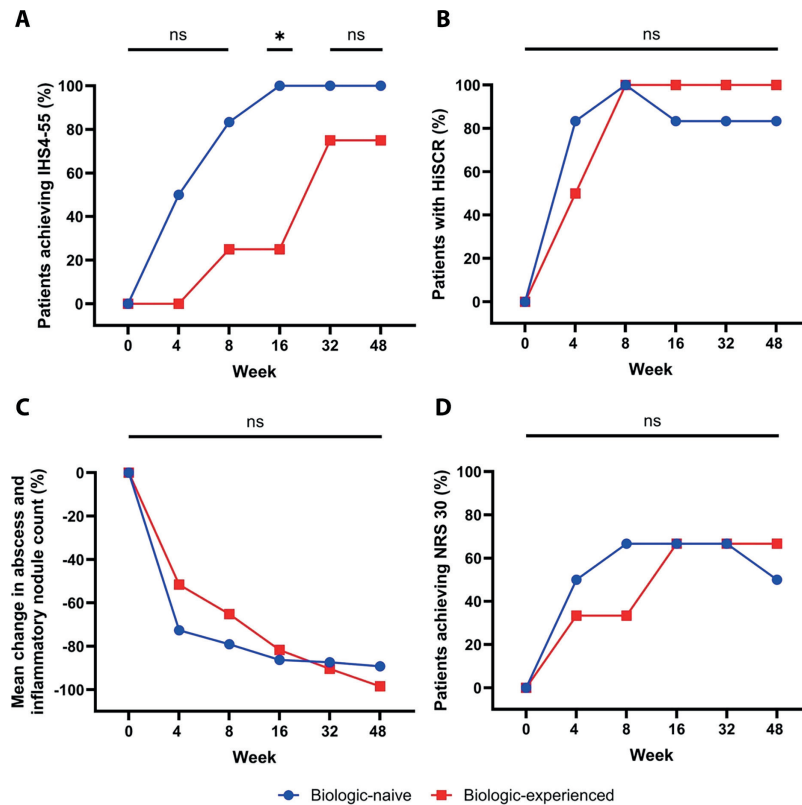 A
ns
*
ns
Patients achieving IHS4-55 (%)
100
80
60
40
20
0
0 4 8 16 32 48
Week
B
ns
Patients with HiSCR (%)
100
80
60
40
20
0
0 4 8 16 32 48
Week
C
ns
Mean change in abscess and
inflammatory nodule count (%)
0
-20
-40
-60
-80
-100
0 4 8 16 32 48
Week
D
ns
Patients achieving NRS 30 (%)
100
80
60
40
20
0
0 4 8 16 32 48
Week
Biologic-naive Biologic-experienced